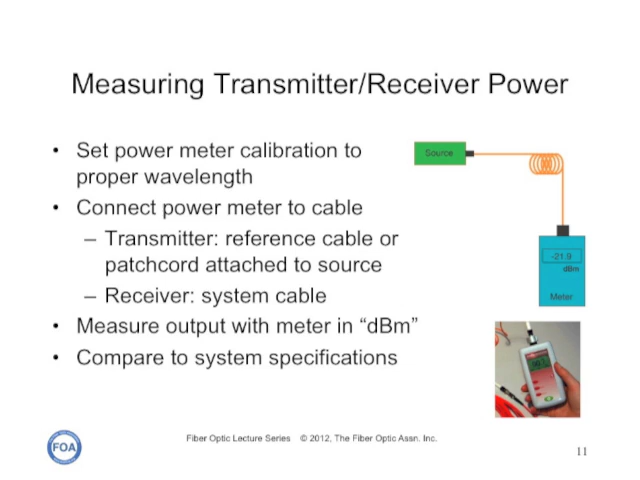 Measuring Transmitter/Receiver Power
• Set power meter calibration to
proper wavelength
• Connect power meter to cable
– Transmitter: reference cable or
patchcord attached to source
– Receiver: system cable
• Measure output with meter in “dBm”
• Compare to system specifications
Source
-21.9
dBm
Meter
FOA
Fiber Optic Lecture Series © 2012, The Fiber Optic Assn. Inc.
11